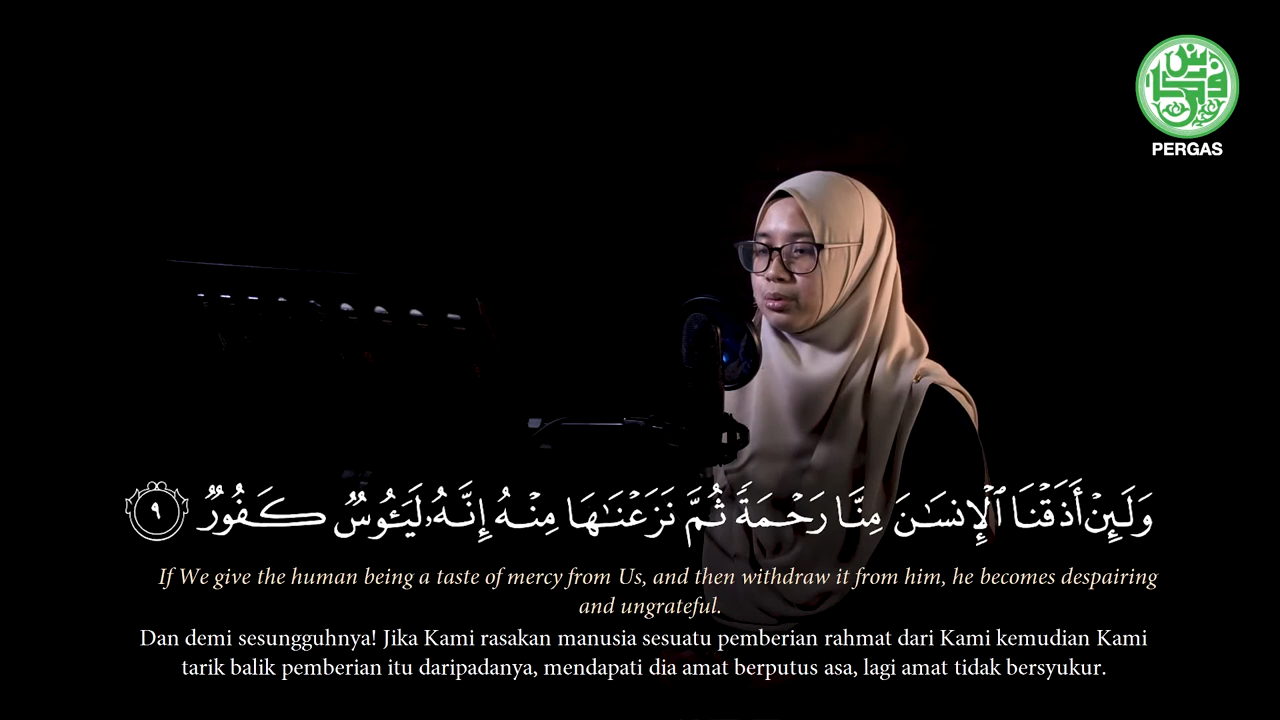 PERGAS
وَلَئِنْ أَذَقْنَا ٱلْإِنسَـٰنَ مِنَّا رَحْمَةً ثُمَّ نَزَعْنَـٰهَا مِنْهُ إِنَّهُۥ لَيَـُٔوسٌ كَفُورٌ ٩
If We give the human being a taste of mercy from Us, and then withdraw it from him, he becomes despairing
and ungrateful.
Dan demi sesungguhnya! Jika Kami rasakan manusia sesuatu pemberian rahmat dari Kami kemudian Kami
tarik balik pemberian itu daripadanya, mendapati dia amat berputus asa, lagi amat tidak bersyukur.